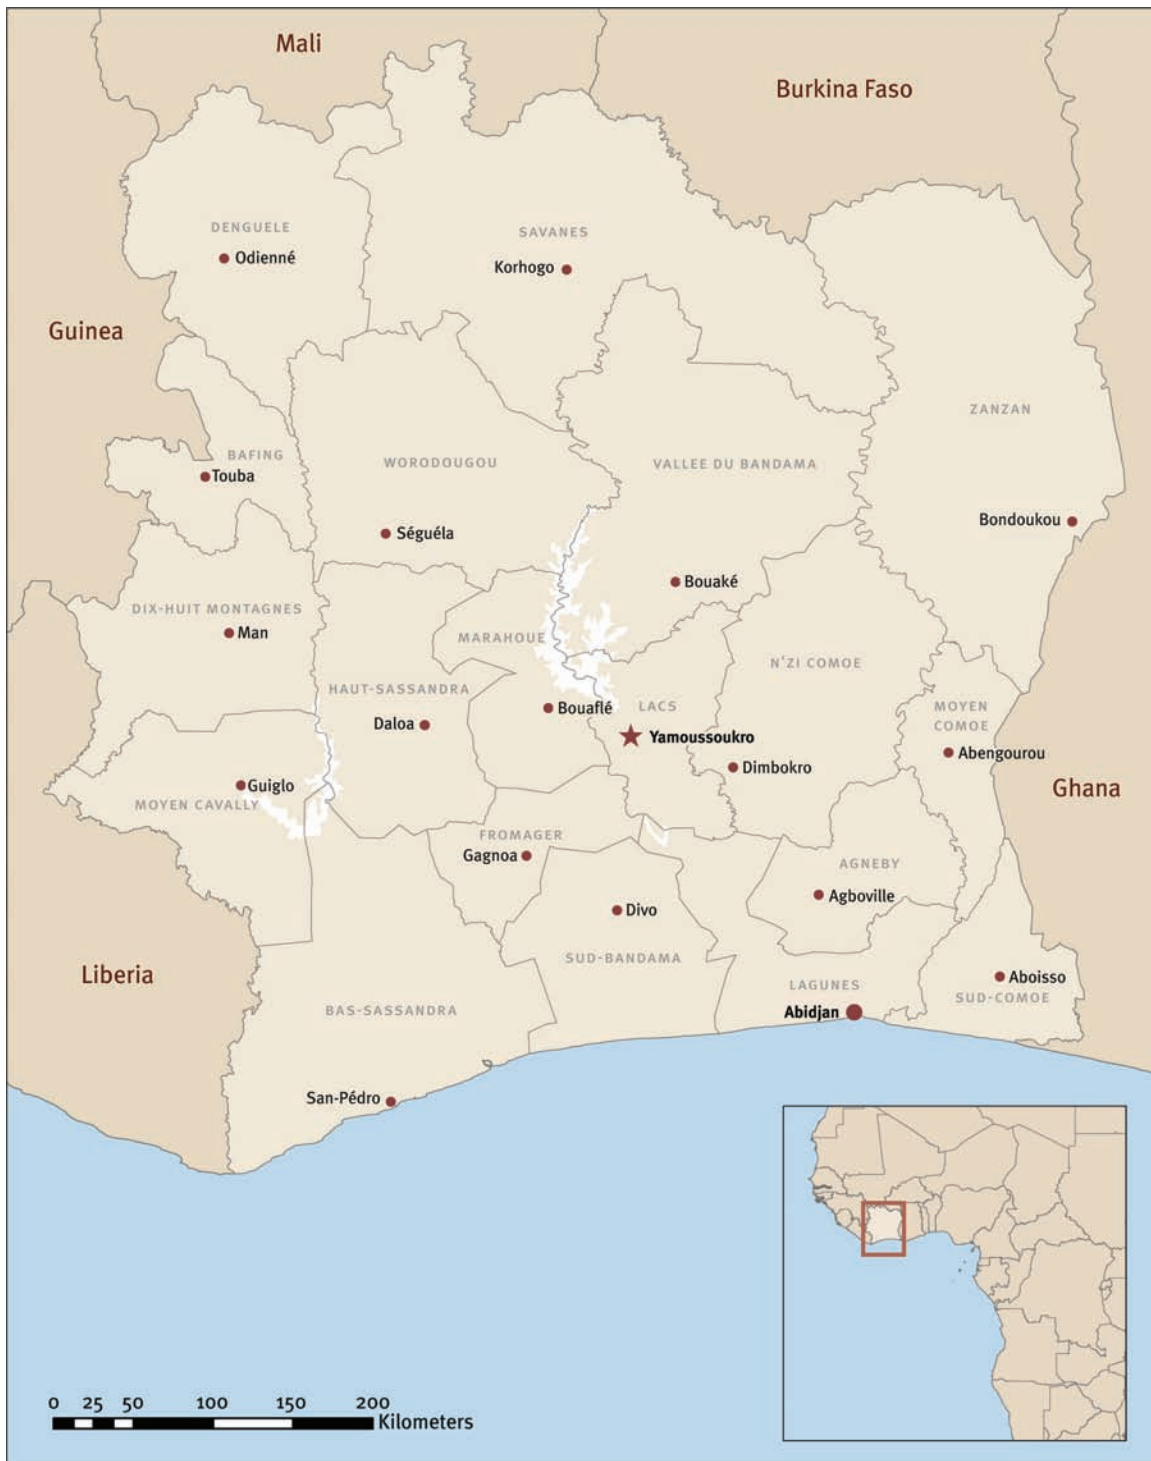 Mali
Burkina Faso
DENGUELE
SAVANES
Odienné
Korhogo
Guinea
ZANZAN
BAFING
WORODOUGOU
VALLEE DU BANDAMA
Touba
Bondoukou
Séguéla
Bouaké
DIX-HUIT MONTAGNES
Man
MARAHOUE
N'ZI COMOE
HAUT-SASSANDRA
LACS
MOYEN
COMOE
Bouaflé
Daloa
Yamoussoukro
Abengourou
Dimbokro
Guiglo
Ghana
MOYEN CAVALLY
FROMAGER
Gagnoa
AGNEBY
Agboville
Divo
SUD-BANDAMA
Liberia
Aboisso
LAGUNES
SUD-COMOE
BAS-SASSANDRA
Abidjan
San-Pédro
0 25 50 100 150 200
Kilometers